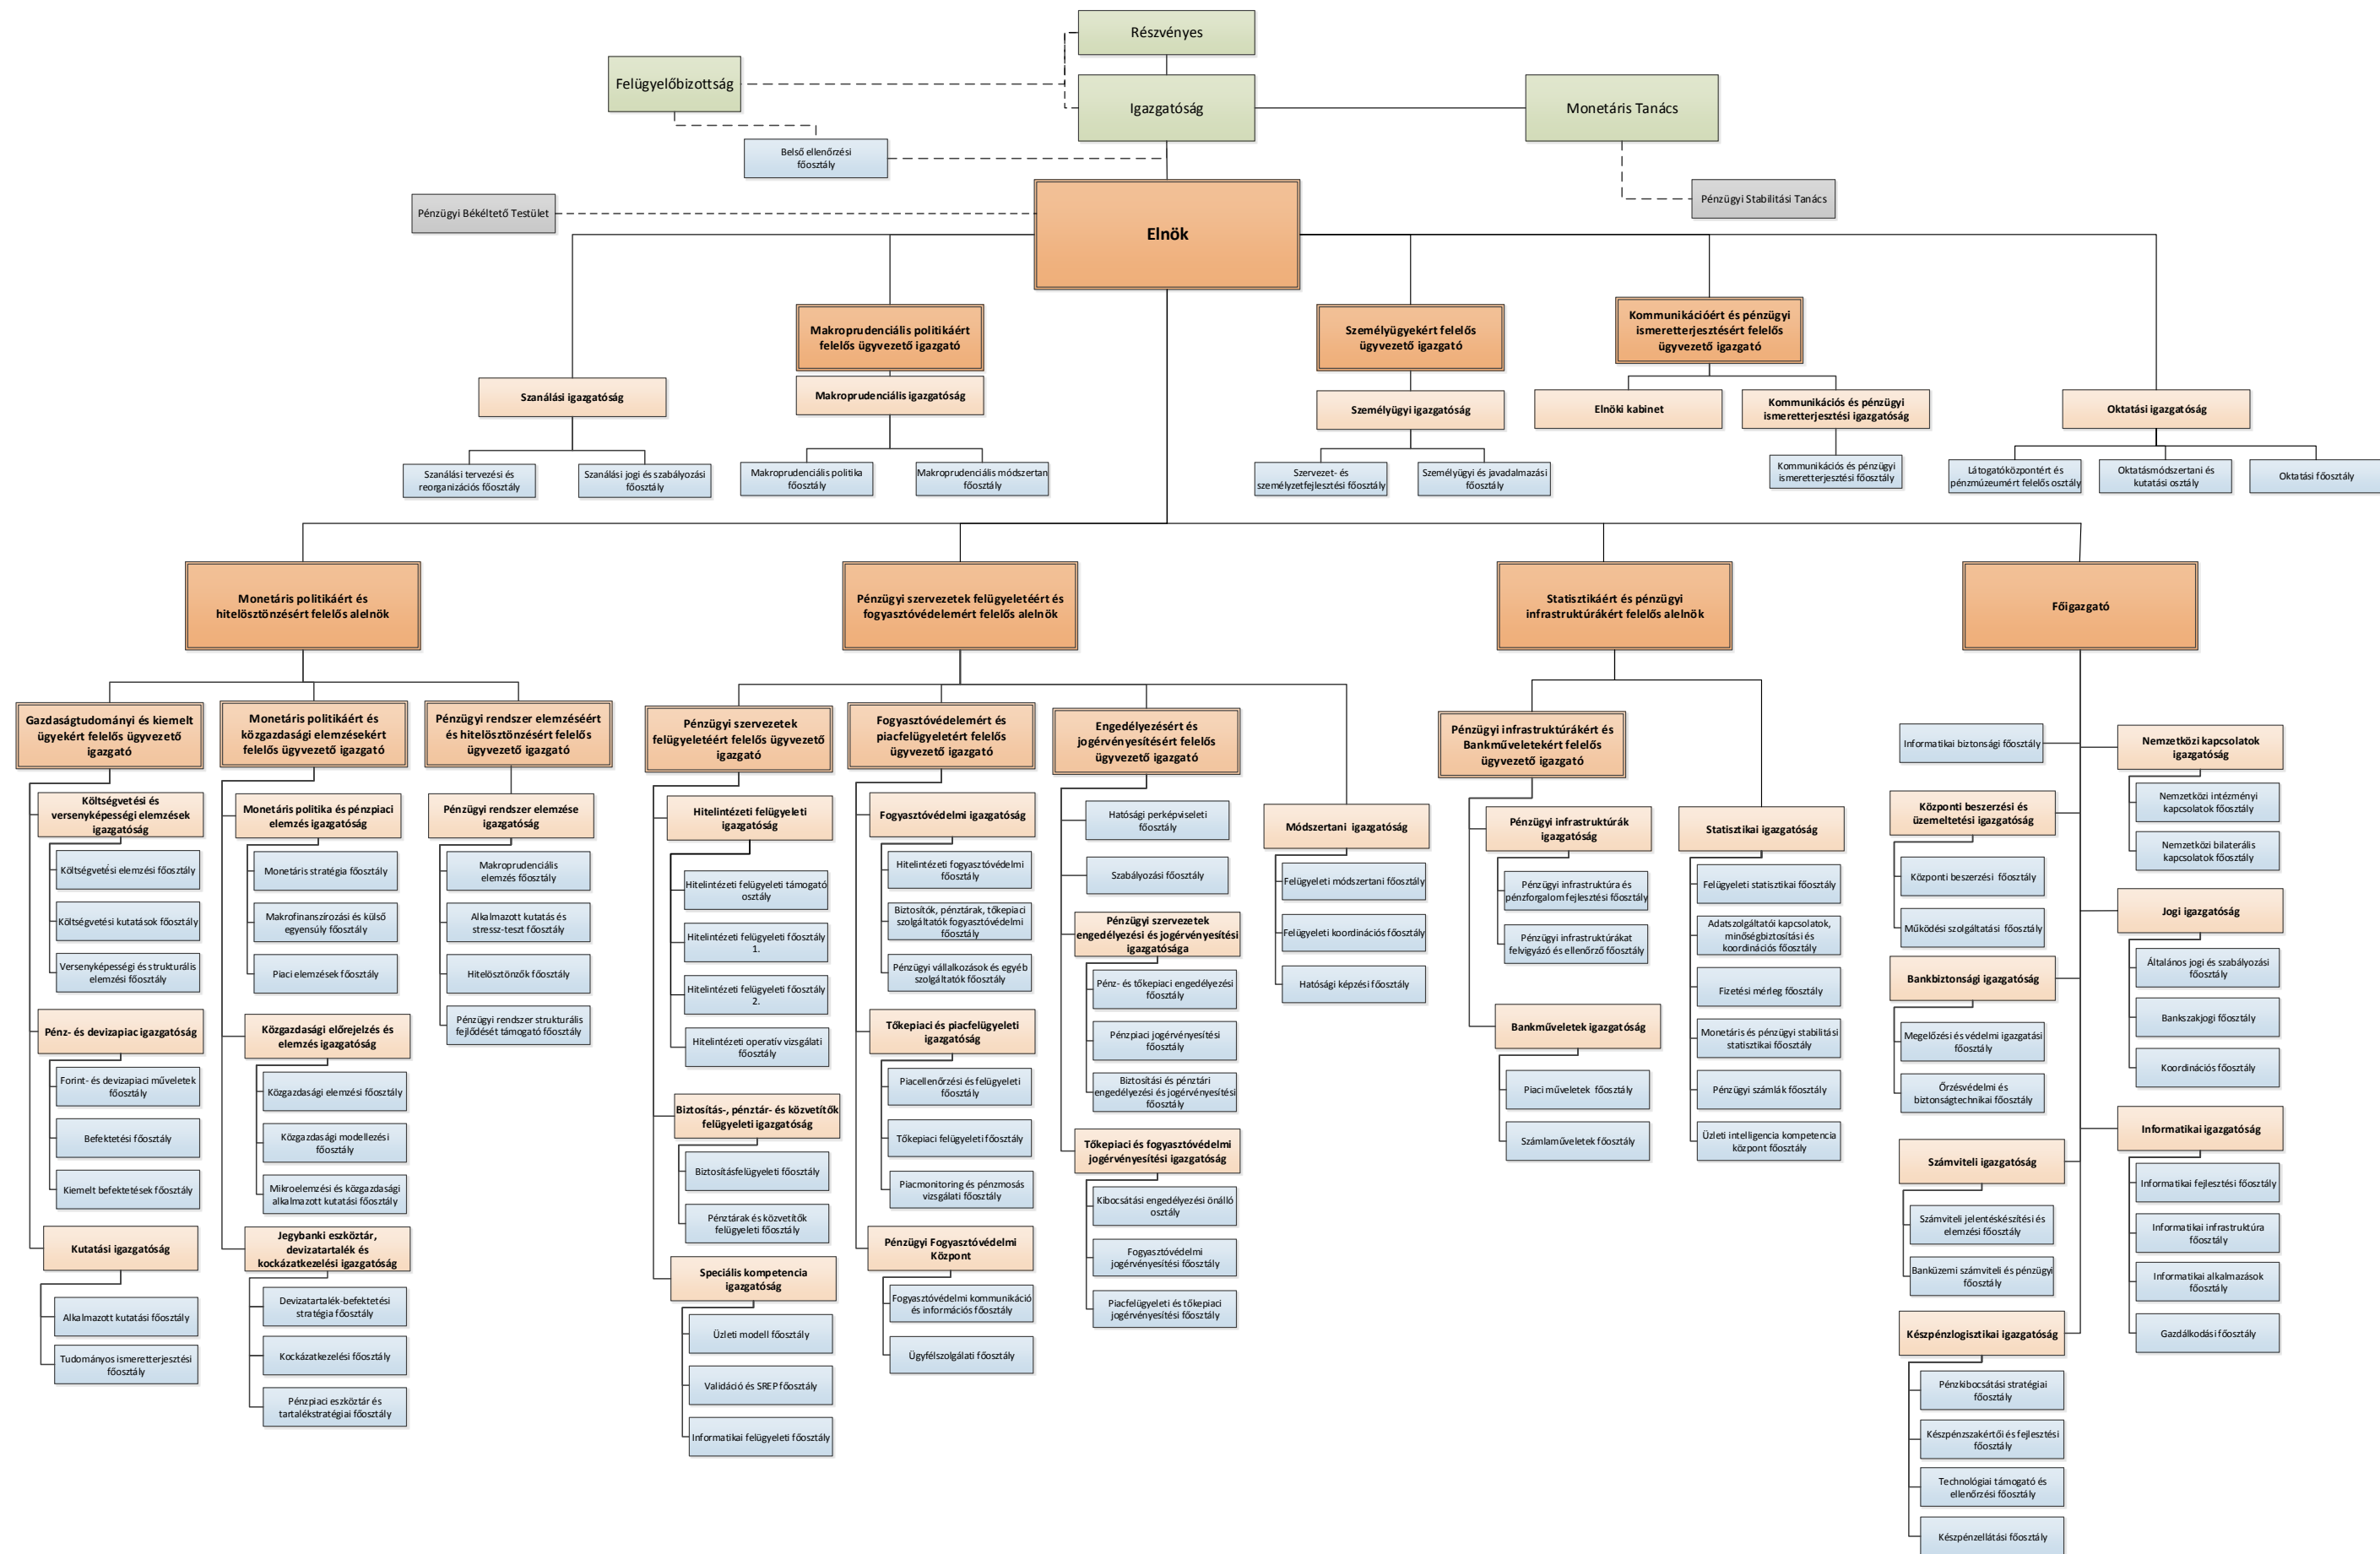 Részvényes
Felügyelőbizottság
Igazgatóság
Monetáris Tanács
Belső ellenőrzési
főosztály
Pénzügyi Békéltető Testület
Pénzügyi Stabilitási Tanács
Elnök
Makroprudenciális politikáért
felelős ügyvezető igazgató
Személyügyekért felelős
ügyvezető igazgató
Kommunikációért és pénzügyi
ismeretterjesztésért felelős
ügyvezető igazgató
Szanálási igazgatóság
Makroprudenciális igazgatóság
Személyügyi igazgatóság
Elnöki kabinet
Kommunikációs és pénzügyi
ismeretterjesztési igazgatóság
Oktatási igazgatóság
Szanálási tervezési és
reorganizációs főosztály
Szanálási jogi és szabályozási
főosztály
Makroprudenciális politika
főosztály
Makroprudenciális módszertan
főosztály
Szervezet- és
személyzetfejlesztési főosztály
Személyügyi és javadalmazási
főosztály
Kommunikációs és pénzügyi
ismeretterjesztési főosztály
Látogatóközpontért és
pénzmúzeumért felelős osztály
Oktatásmódszertani és
kutatási osztály
Oktatási főosztály
Monetáris politikáért és
hitelösztönzésért felelős alelnök
Pénzügyi szervezetek felügyeletéért és
fogyasztóvédelemért felelős alelnök
Statisztikáért és pénzügyi
infrastruktúrákért felelős alelnök
Főigazgató
Gazdaságtudományi és kiemelt
ügyekért felelős ügyvezető
igazgató
Költségvetési és
versenyképességi elemzések
igazgatóság
Költségvetési elemzési főosztály
Költségvetési kutatások főosztály
Versenyképességi és strukturális
elemzési főosztály
Pénz- és devizapiac igazgatóság
Forint- és devizapiaci műveletek
főosztály
Befektetési főosztály
Kiemelt befektetések főosztály
Kutatási igazgatóság
Alkalmazott kutatási főosztály
Tudományos ismeretterjesztési
főosztály
Monetáris politikáért és
közgazdasági elemzésekért
felelős ügyvezető igazgató
Monetáris politika és pénzpiaci
elemzés igazgatóság
Monetáris stratégia főosztály
Makrofinanszírozási és külső
egyensúly főosztály
Piaci elemzések főosztály
Közgazdasági előrejelzés és
elemzés igazgatóság
Közgazdasági elemzési főosztály
Közgazdasági modellezési
főosztály
Mikroelemzési és közgazdasági
alkalmazott kutatási főosztály
Jegybanki eszköztár,
devizatartalék és
kockázatkezelési igazgatóság
Devizatartalék-befektetési
stratégia főosztály
Kockázatkezelési főosztály
Pénzpiaci eszköztár és
tartalékstratégiai főosztály
Pénzügyi rendszer elemzéséért
és hitelösztönzésért felelős
ügyvezető igazgató
Pénzügyi rendszer elemzése
igazgatóság
Makroprudenciális
elemzés főosztály
Alkalmazott kutatás és
stressz-teszt főosztály
Hitelösztönzők főosztály
Pénzügyi rendszer strukturális
fejlődését támogató főosztály
Pénzügyi szervezetek
felügyeletéért felelős ügyvezető
igazgató
Hitelintézeti felügyeleti
igazgatóság
Hitelintézeti felügyeleti támogató
osztály
Hitelintézeti felügyeleti főosztály
1.
Hitelintézeti felügyeleti főosztály
2.
Hitelintézeti operatív vizsgálati
főosztály
Biztosítás-, pénztár- és közvetítők
felügyeleti igazgatóság
Biztosításfelügyeleti főosztály
Pénztárak és közvetítők
felügyeleti főosztály
Speciális kompetencia
igazgatóság
Üzleti modell főosztály
Validáció és SREP főosztály
Informatikai felügyeleti főosztály
Fogyasztóvédelemért és
piacfelügyeletért felelős
ügyvezető igazgató
Fogyasztóvédelmi igazgatóság
Hitelintézeti fogyasztóvédelmi
főosztály
Biztosítók, pénztárak, tőkepiaci
szolgáltatók fogyasztóvédelmi
főosztály
Pénzügyi vállalkozások és egyéb
szolgáltatók főosztály
Tőkepiaci és piacfelügyeleti
igazgatóság
Piacellenőrzési és felügyeleti
főosztály
Tőkepiaci felügyeleti főosztály
Piacmonitoring és pénzmosás
vizsgálati főosztály
Pénzügyi Fogyasztóvédelmi
Központ
Fogyasztóvédelmi kommunikáció
és információs főosztály
Ügyfélszolgálati főosztály
Engedélyezésért és
jogérvényesítésért felelős
ügyvezető igazgató
Hatósági perképviseleti
főosztály
Szabályozási főosztály
Pénzügyi szervezetek
engedélyezési és jogérvényesítési
igazgatósága
Pénz- és tőkepiaci engedélyezési
főosztály
Pénzpiaci jogérvényesítési
főosztály
Biztosítási és pénztári
engedélyezési és jogérvényesítési
főosztály
Tőkepiaci és fogyasztóvédelmi
jogérvényesítési igazgatóság
Kibocsátási engedélyezési önálló
osztály
Fogyasztóvédelmi
jogérvényesítési főosztály
Piacfelügyeleti és tőkepiaci
jogérvényesítési főosztály
Módszertani igazgatóság
Felügyeleti módszertani főosztály
Felügyeleti koordinációs főosztály
Hatósági képzési főosztály
Pénzügyi infrastruktúrákért és
Bankműveletekért felelős
ügyvezető igazgató
Pénzügyi infrastruktúrák
igazgatóság
Pénzügyi infrastruktúra és
pénzforgalom fejlesztési főosztály
Pénzügyi infrastruktúrákat
felvigyázó és ellenőrző főosztály
Bankműveletek igazgatóság
Piaci műveletek főosztály
Számlaműveletek főosztály
Statisztikai igazgatóság
Felügyeleti statisztikai főosztály
Adatszolgáltatói kapcsolatok,
minőségbiztosítási és
koordinációs főosztály
Fizetési mérleg főosztály
Monetáris és pénzügyi stabilitási
statisztikai főosztály
Pénzügyi számlák főosztály
Üzleti intelligencia kompetencia
központ főosztály
Informatikai biztonsági főosztály
Központi beszerzési és
üzemeltetési igazgatóság
Központi beszerzési főosztály
Működési szolgáltatási főosztály
Bankbiztonsági igazgatóság
Megelőzési és védelmi igazgatási
főosztály
Őrzésvédelmi és
biztonságtechnikai főosztály
Számviteli igazgatóság
Számviteli jelentéskészítési és
elemzési főosztály
Banküzemi számviteli és pénzügyi
főosztály
Készpénzlogisztikai igazgatóság
Pénzkibocsátási stratégiai
főosztály
Készpénzszakértői és fejlesztési
főosztály
Technológiai támogató és
ellenőrzési főosztály
Készpénzellátási főosztály
Nemzetközi kapcsolatok
igazgatóság
Nemzetközi intézményi
kapcsolatok főosztály
Nemzetközi bilaterális
kapcsolatok főosztály
Jogi igazgatóság
Általános jogi és szabályozási
főosztály
Bankszakjogi főosztály
Koordinációs főosztály
Informatikai igazgatóság
Informatikai fejlesztési főosztály
Informatikai infrastruktúra
főosztály
Informatikai alkalmazások
főosztály
Gazdálkodási főosztály